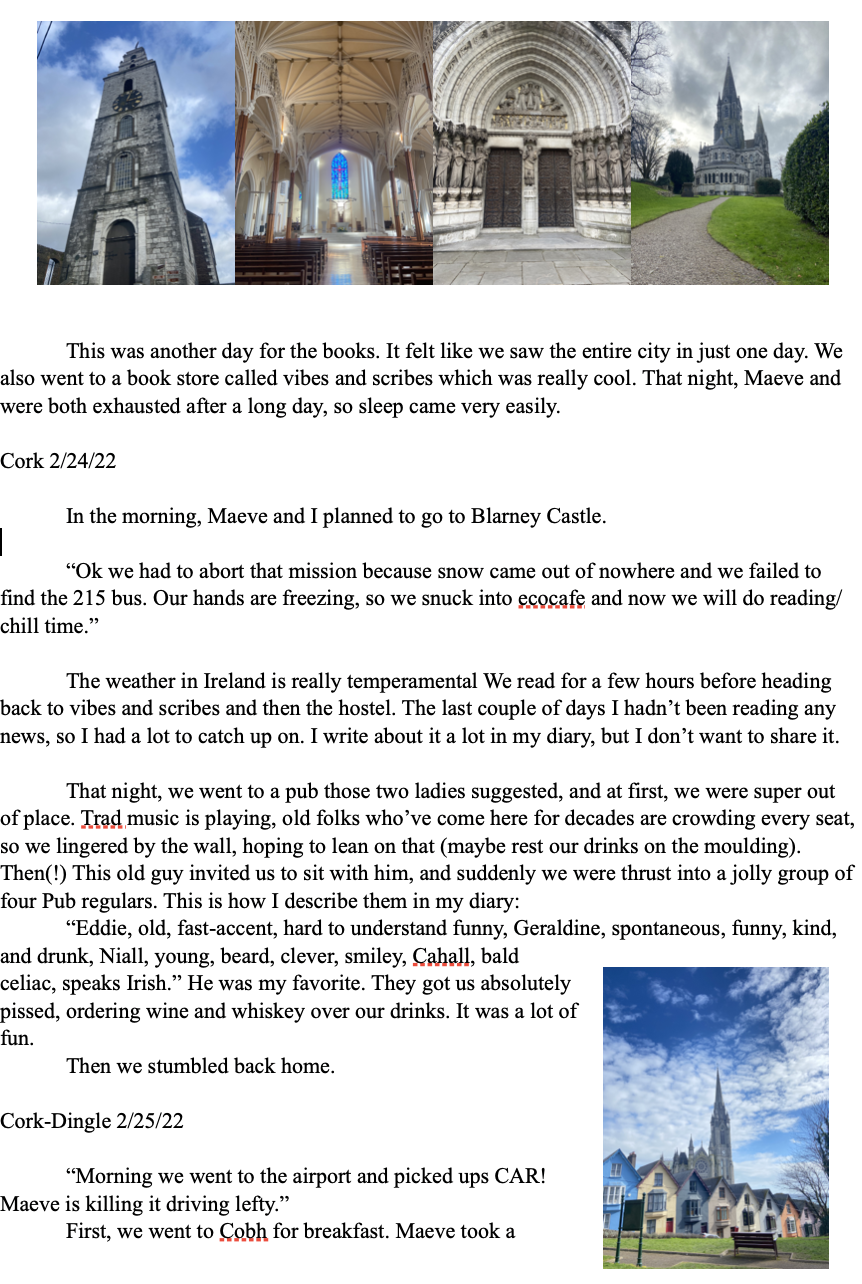 This was another day for the books. It felt like we saw the entire city in just one day. We
also went to a book store called vibes and scribes which was really cool. That night, Maeve and
were both exhausted after a long day, so sleep came very easily.
Cork 2/24/22
In the morning, Maeve and I planned to go to Blarney Castle.
“Ok we had to abort that mission because snow came out of nowhere and we failed to
find the 215 bus. Our hands are freezing, so we snuck into ecocafe and now we will do reading/
chill time.”
The weather in Ireland is really temperamental We read for a few hours before heading
back to vibes and scribes and then the hostel. The last couple of days I hadn’t been reading any
news, so I had a lot to catch up on. I write about it a lot in my diary, but I don’t want to share it.
That night, we went to a pub those two ladies suggested, and at first, we were super out
of place. Trad music is playing, old folks who’ve come here for decades are crowding every seat,
so we lingered by the wall, hoping to lean on that (maybe rest our drinks on the moulding).
Then(!) This old guy invited us to sit with him, and suddenly we were thrust into a jolly group of
four Pub regulars. This is how I describe them in my diary:
“Eddie, old, fast-accent, hard to understand funny, Geraldine, spontaneous, funny, kind,
and drunk, Niall, young, beard, clever, smiley, Cahall, bald
celiac, speaks Irish.” He was my favorite. They got us absolutely
pissed, ordering wine and whiskey over our drinks. It was a lot of
fun.
Then we stumbled back home.
Cork-Dingle 2/25/22
“Morning we went to the airport and picked ups CAR!
Maeve is killing it driving lefty.”
First, we went to Cobh for breakfast. Maeve took a